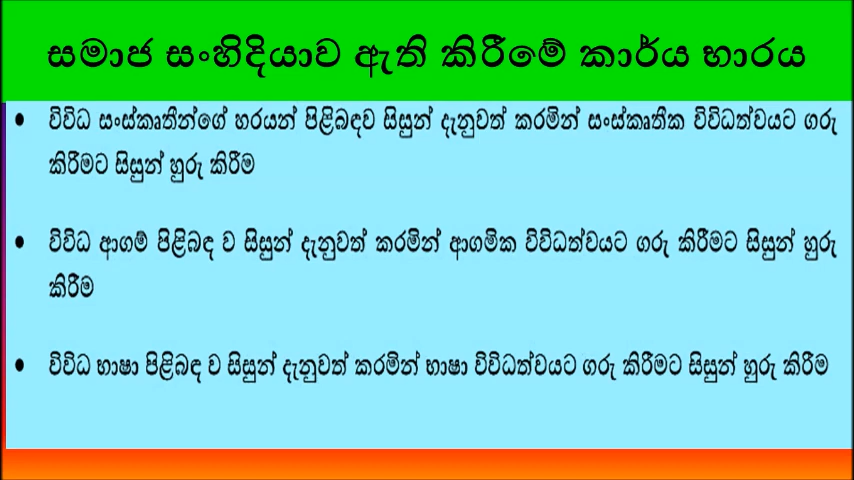 සමාජ සංහිදියාව ඇති කිරීමේ කාර්ය භාරය
• විවිධ සංස්කෘතීන්ගේ හරයන් පිළිබඳව සිසුන් දැනුවත් කරමින් සංස්කෘතික විවිධත්වයට ගරු
කිරීමට සිසුන් හුරු කිරීම
• විවිධ ආගම් පිළිබඳ ව සිසුන් දැනුවත් කරමින් ආගමික විවිධත්වයට ගරු කිරීමට සිසුන් හුරු
කිරීම
• විවිධ භාෂා පිළිබඳ ව සිසුන් දැනුවත් කරමින් භාෂා විවිධත්වයට ගරු කිරීමට සිසුන් හුරු කිරීම